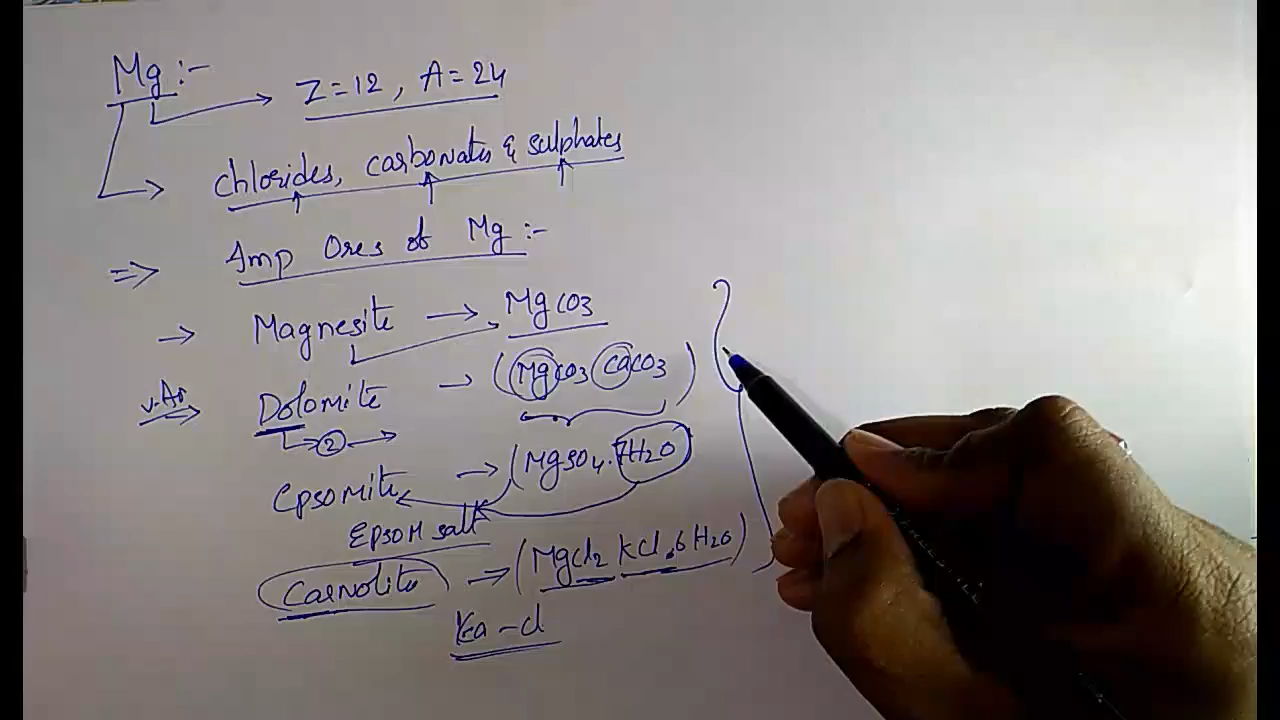 Mg :-
Z=12, A=24
Chlorides, carbonates & sulphates
Imp Ores of Mg :-
Magnesite → MgCO3
Dolomite → (MgCO3 CaCO3)
②
Epsomite → (MgSO4.7H2O)
EPSOM salt
Carnolite → (MgCl2 KCl.6H2O)
Ka-cl